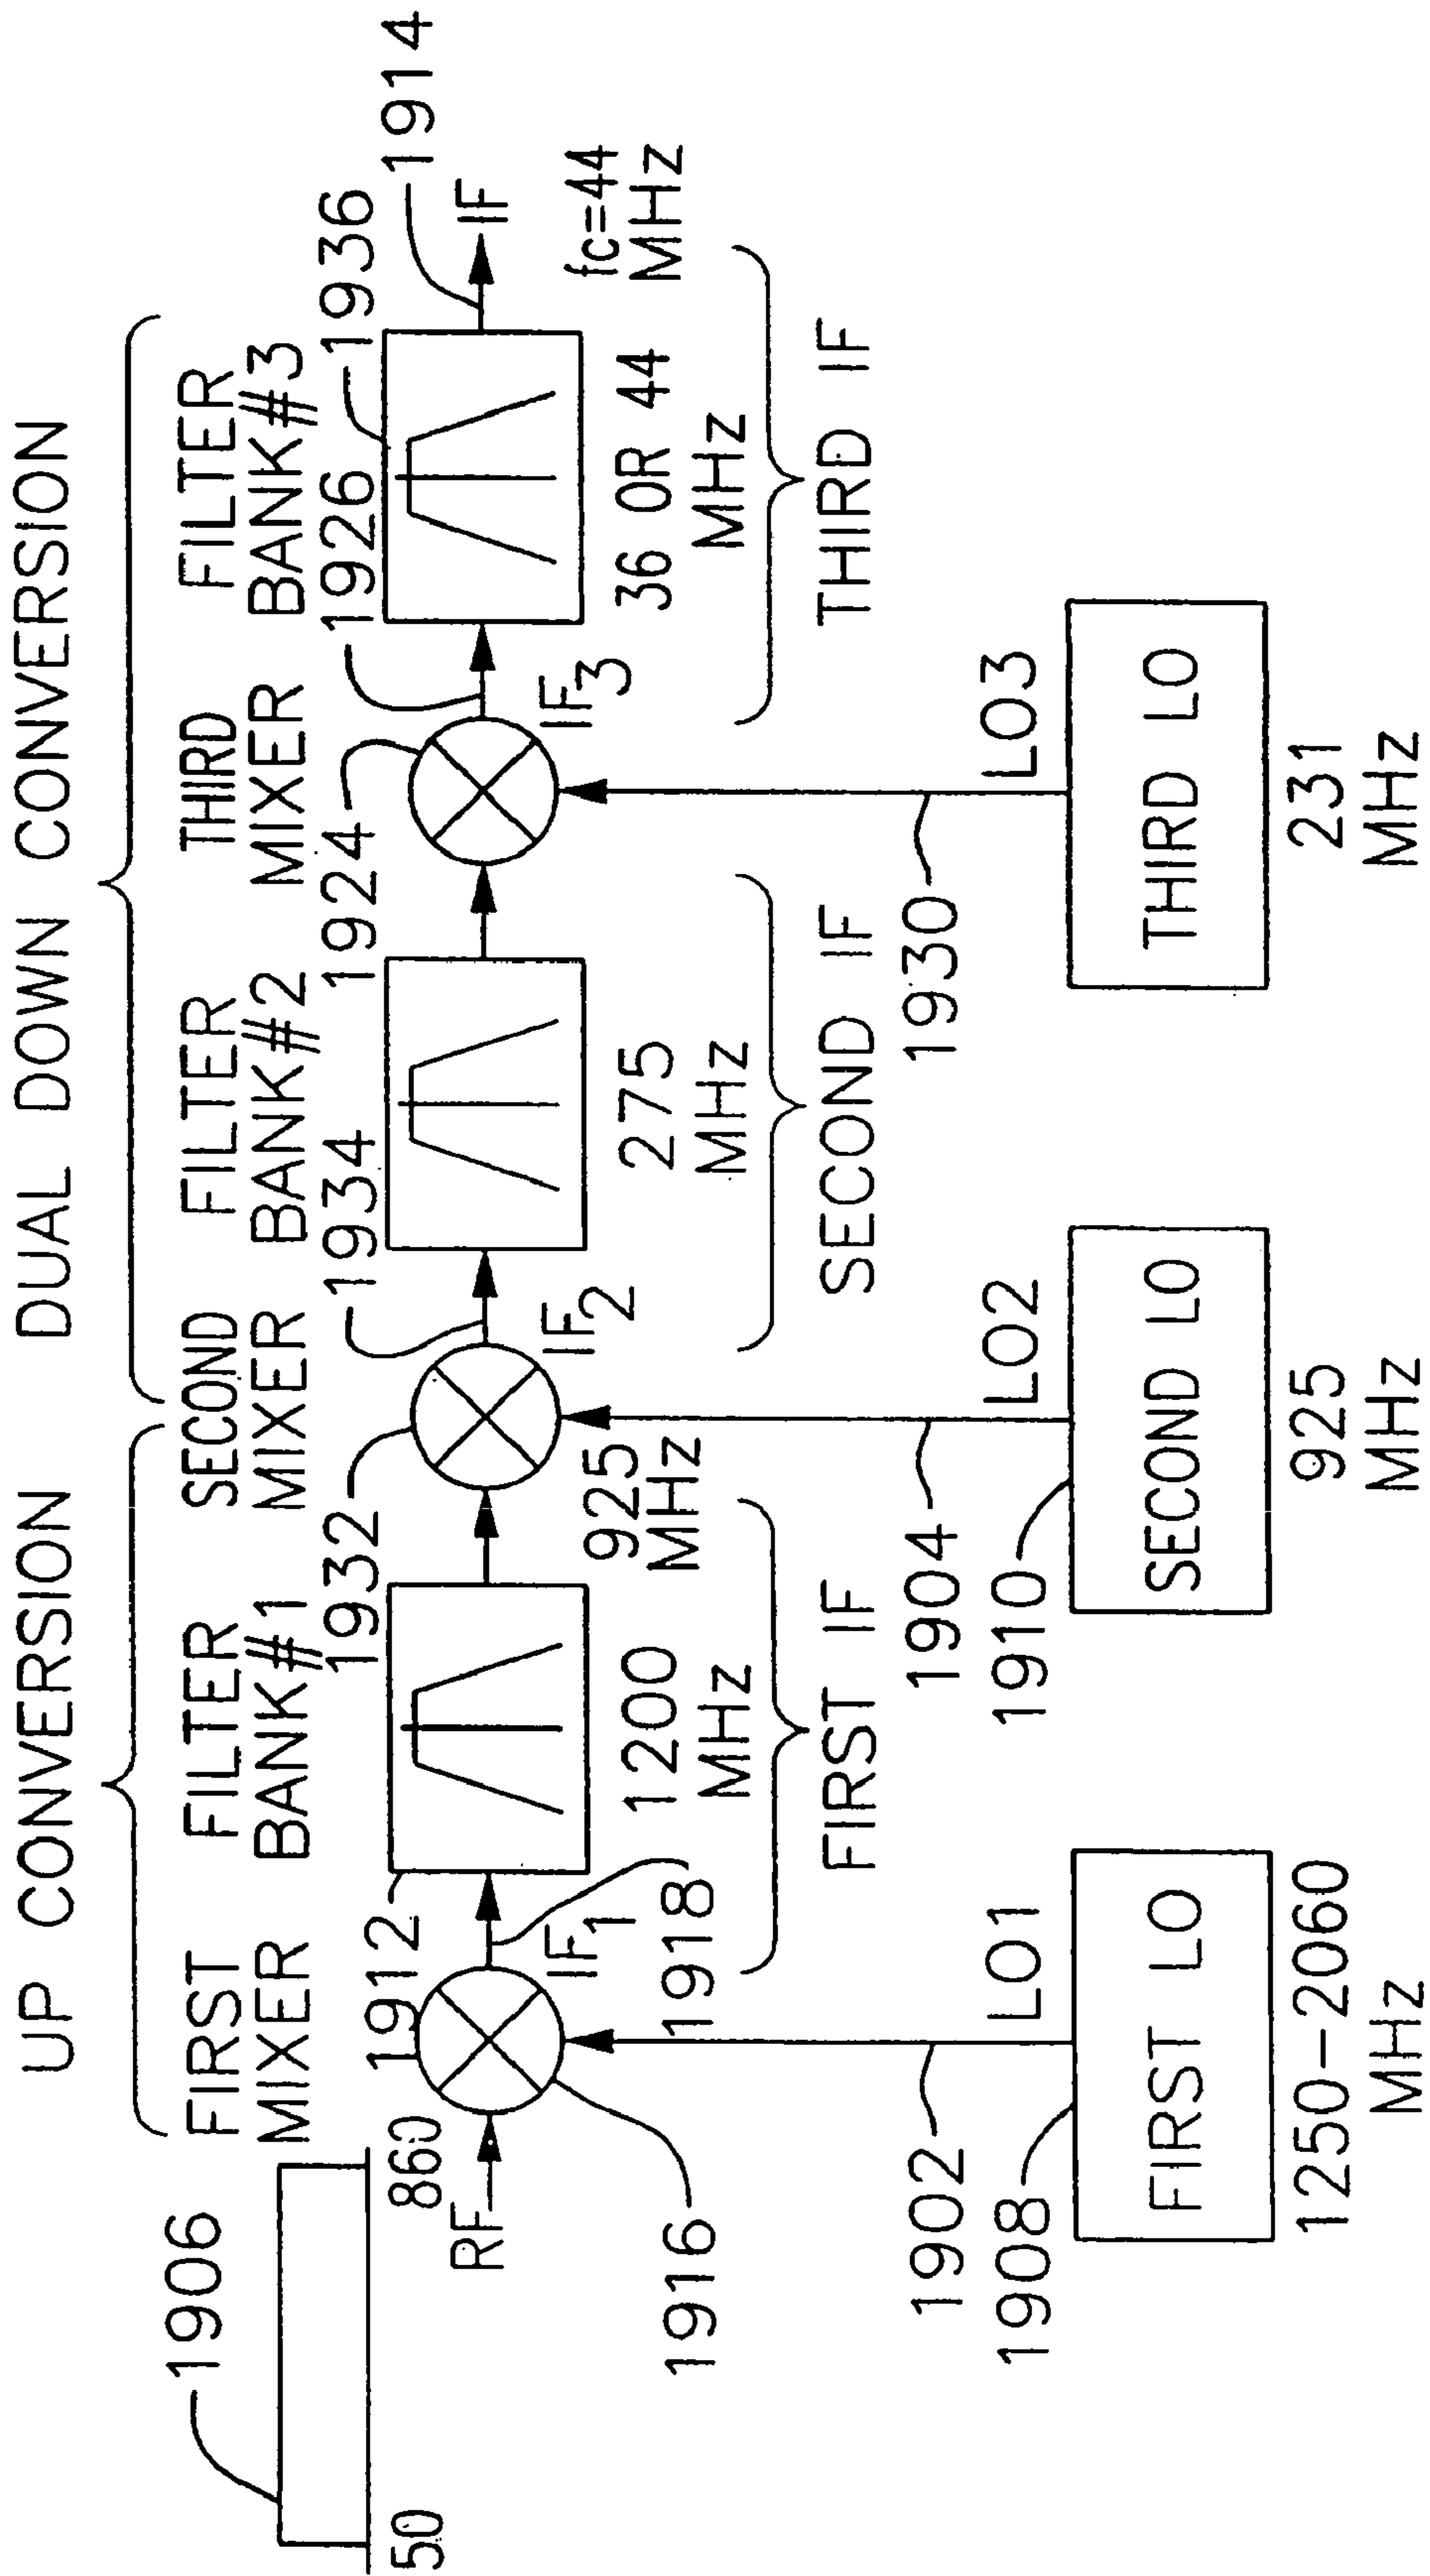 UP CONVERSION
DUAL DOWN CONVERSION
1906
50
860
FIRST
MIXER
FILTER
BANK#1
SECOND
MIXER
FILTER
BANK#2
THIRD
MIXER
FILTER
BANK#3
1912
1932
1934
1924
1926
1936
1914
RF
IF1
IF2
IF3
IF
1916
1918
1200
MHz
925
MHz
275
MHz
36 OR 44
MHz
fc=44
MHz
FIRST IF
SECOND IF
THIRD IF
1902
1908
LO1
1904
1910
LO2
1930
LO3
FIRST LO
SECOND LO
THIRD LO
1250-2060
MHz
925
MHz
231
MHz